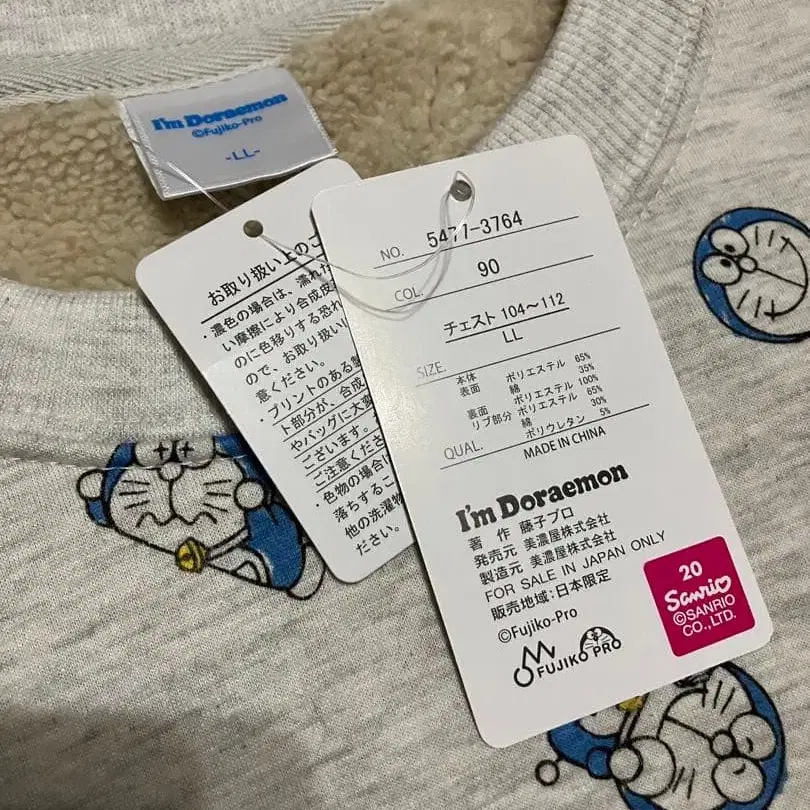 I'm Doraemon
©Fujiko-Pro
-LL-
お取り扱い上のご
・濃色の場合は、濡れた
い摩擦により合成皮
のに色移りする恐れ
ので、お取り扱いに
意ください。
・プリントのある製
ト部分が、合成
やバッグに大変
ございます。
ご注意くださ
・色物の場合は
落ちするこ
他の洗濯物
ださい。
NO. 5477-3764
COL. 90
チェスト 104～112
SIZE. LL
本体
表面 ポリエステル 65%
綿 35%
裏面 ポリエステル 100%
リブ部分 ポリエステル 65%
綿 30%
ポリウレタン 5%
QUAL. MADE IN CHINA
I'm Doraemon
著 作 藤子プロ
発売元 美濃屋株式会社
製造元 美濃屋株式会社
FOR SALE IN JAPAN ONLY
販売地域:日本限定
©Fujiko-Pro
FUJIKO PRO
20
Sanrio
©SANRIO
CO.,LTD.